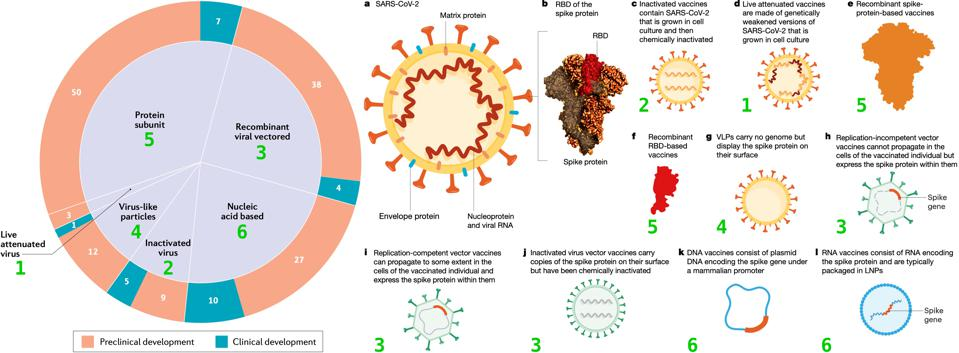 7
50
38
Protein
subunit
5
Recombinant
viral vectored
3
4
3
1
Virus-like
particles
4
Nucleic
acid based
6
Live
attenuated
virus
1
Inactivated
virus
2
12
5
9
10
27
Preclinical development
Clinical development
a SARS-CoV-2
Matrix protein
Envelope protein
Nucleoprotein
and viral RNA
b RBD of the
spike protein
RBD
Spike protein
c Inactivated vaccines
contain SARS-CoV-2
that is grown in cell
culture and then
chemically inactivated
2
d Live attenuated vaccines
are made of genetically
weakened versions of
SARS-CoV-2 that is
grown in cell culture
1
e Recombinant spike-
protein-based vaccines
5
f Recombinant
RBD-based
vaccines
5
g VLPs carry no genome but
display the spike protein on
their surface
4
h Replication-incompetent vector
vaccines cannot propagate in the
cells of the vaccinated individual but
express the spike protein within them
Spike
gene
3
i Replication-competent vector vaccines
can propagate to some extent in the
cells of the vaccinated individual and
express the spike protein within them
3
j Inactivated virus vector vaccines carry
copies of the spike protein on their surface
but have been chemically inactivated
3
k DNA vaccines consist of plasmid
DNA encoding the spike gene under
a mammalian promoter
6
l RNA vaccines consist of RNA encoding
the spike protein and are typically
packaged in LNPs
Spike
gene
6